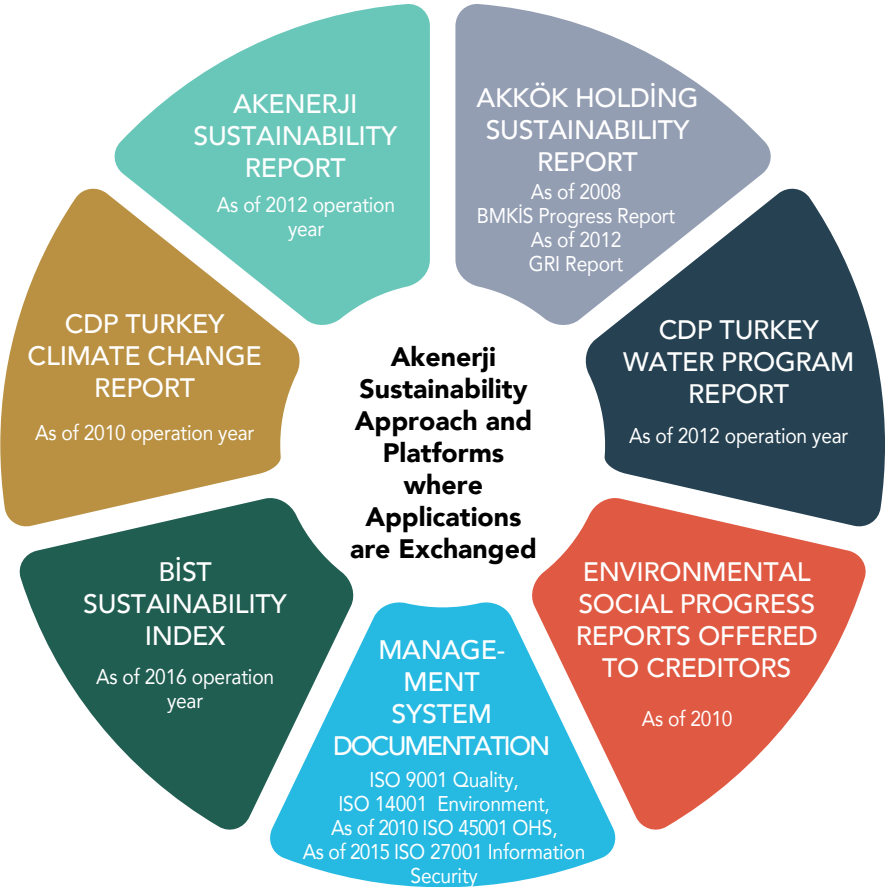 AKENERJI
SUSTAINABILITY
REPORT
As of 2012 operation
year
AKKÖK HOLDİNG
SUSTAINABILITY
REPORT
As of 2008
BMKİS Progress Report
As of 2012
GRI Report
CDP TURKEY
CLIMATE CHANGE
REPORT
As of 2010 operation year
Akenerji
Sustainability
Approach and
Platforms
where
Applications
are Exchanged
CDP TURKEY
WATER PROGRAM
REPORT
As of 2012 operation year
BİST
SUSTAINABILITY
INDEX
As of 2016 operation
year
MANAGE-
MENT
SYSTEM
DOCUMENTATION
ISO 9001 Quality,
ISO 14001 Environment,
As of 2010 ISO 45001 OHS,
As of 2015 ISO 27001 Information
Security
ENVIRONMENTAL
SOCIAL PROGRESS
REPORTS OFFERED
TO CREDITORS
As of 2010